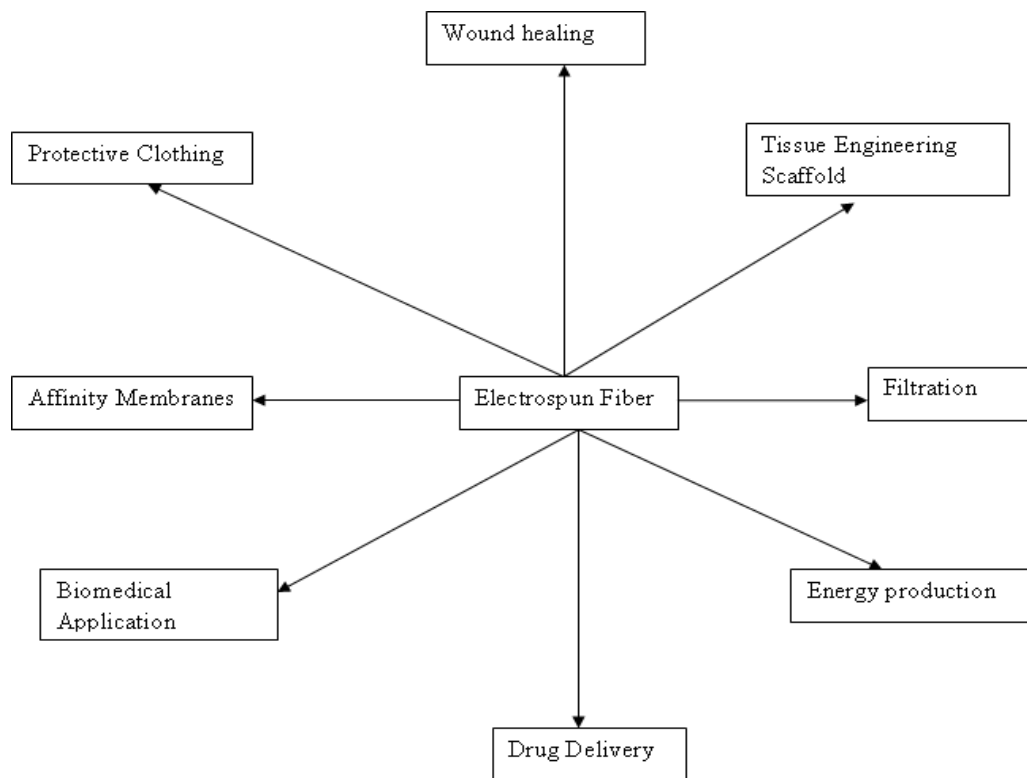 Wound healing
Protective Clothing
Tissue Engineering
Scaffold
Affinity Membranes
Electrospun Fiber
Filtration
Biomedical
Application
Energy production
Drug Delivery